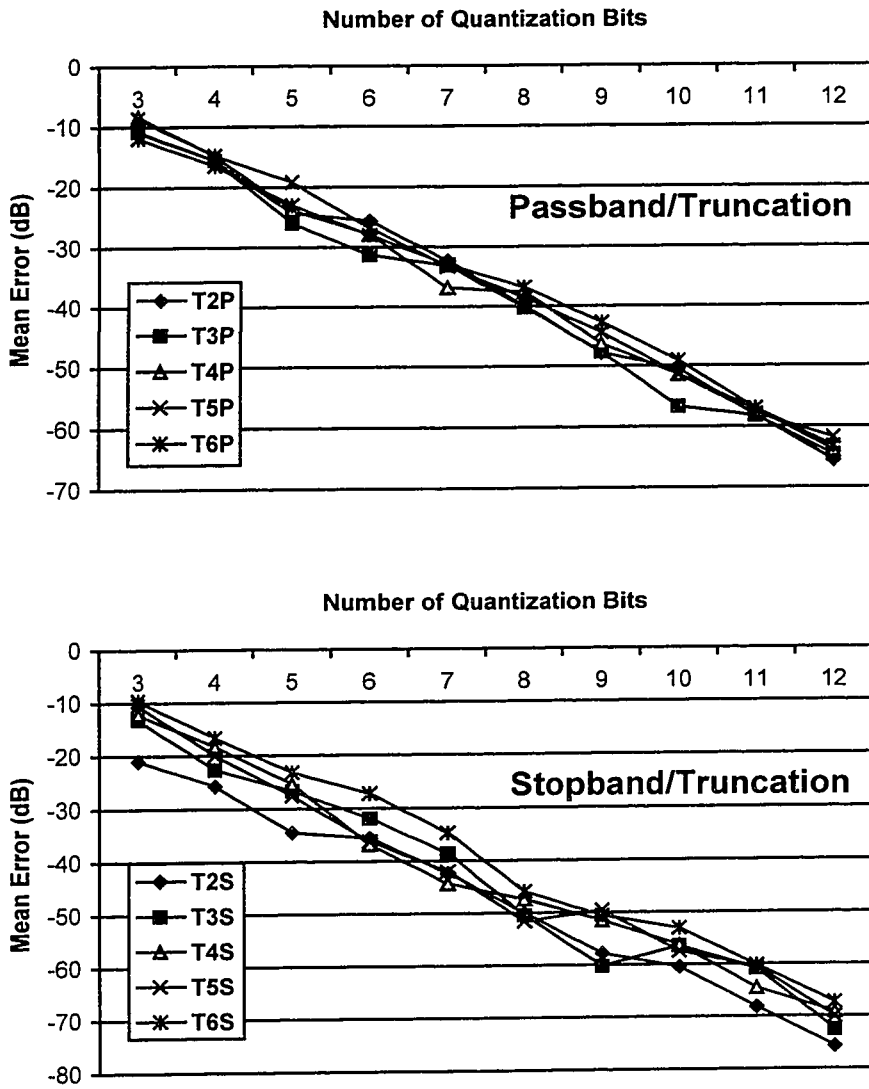 Number of Quantization Bits
0
3 4 5 6 7 8 9 10 11 12
-10
-20
Passband/Truncation
-30
-40
-50
-60
-70
Mean Error (dB)
T2P
T3P
T4P
T5P
T6P
Number of Quantization Bits
0
3 4 5 6 7 8 9 10 11 12
-10
-20
Stopband/Truncation
-30
-40
-50
-60
-70
-80
Mean Error (dB)
T2S
T3S
T4S
T5S
T6S